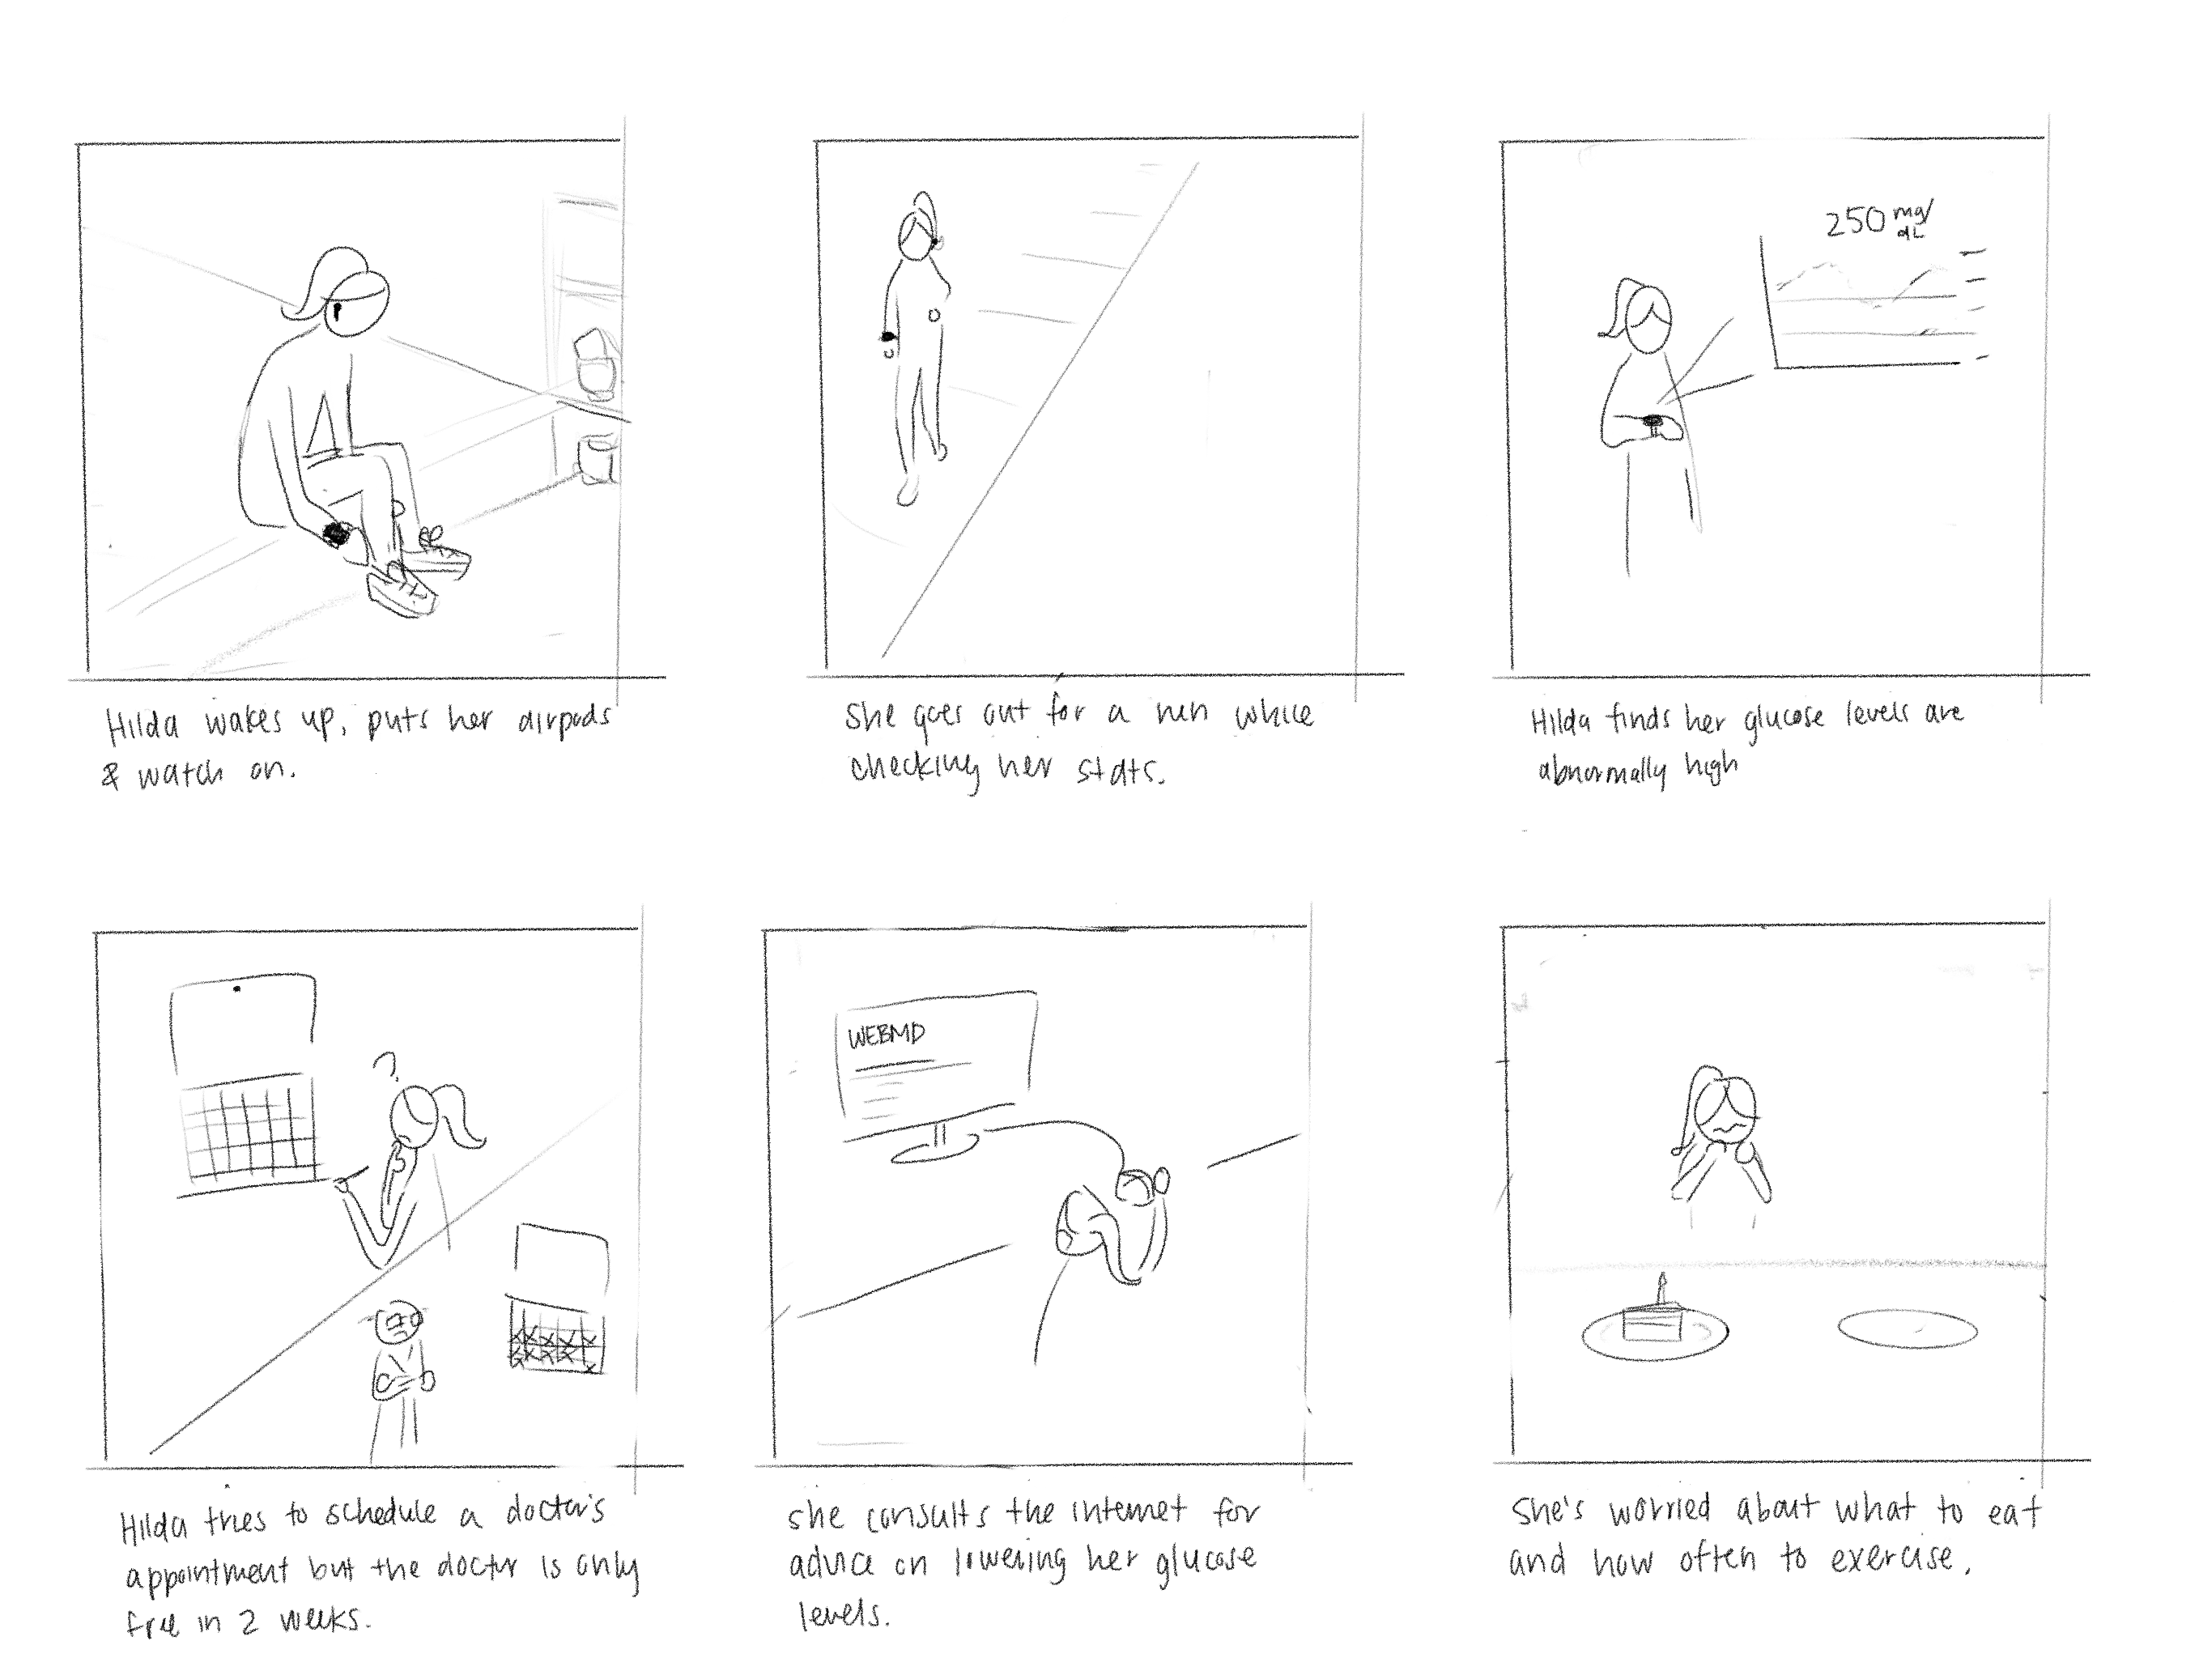 Hilda wakes up, puts her airpods
& watch on.
She goes out for a run while
checking her stats.
250 mg/
dL
Hilda finds her glucose levels are
abnormally high
?
Hilda tries to schedule a doctor's
appointment but the doctor is only
free in 2 weeks.
WEBMD
she consults the internet for
advice on lowering her glucose
levels.
She's worried about what to eat
and how often to exercise.